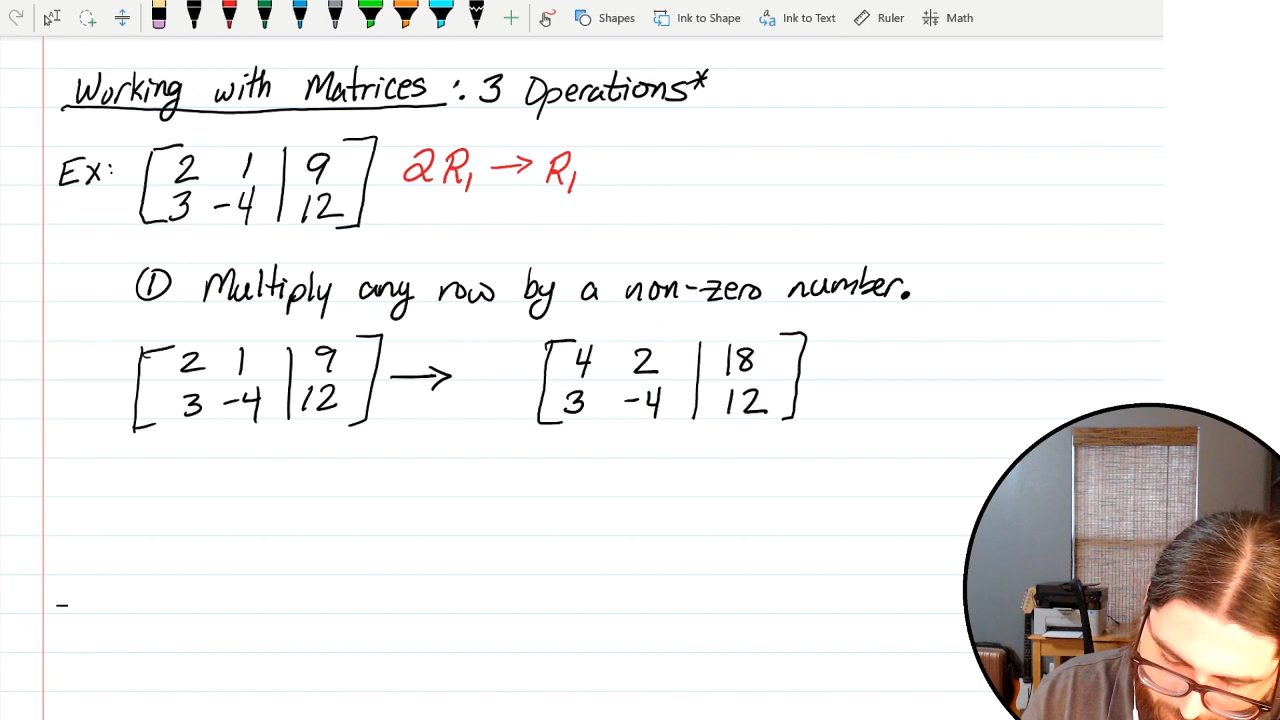 Shapes Ink to Shape Ink to Text Ruler Math
Working with Matrices : 3 Operations*
Ex: [ 2 1 | 9 ] 2R₁ → R₁
[ 3 -4 | 12 ]
① Multiply any row by a non-zero number.
[ 2 1 | 9 ] → [ 4 2 | 18 ]
[ 3 -4 | 12 ] [ 3 -4 | 12 ]
-